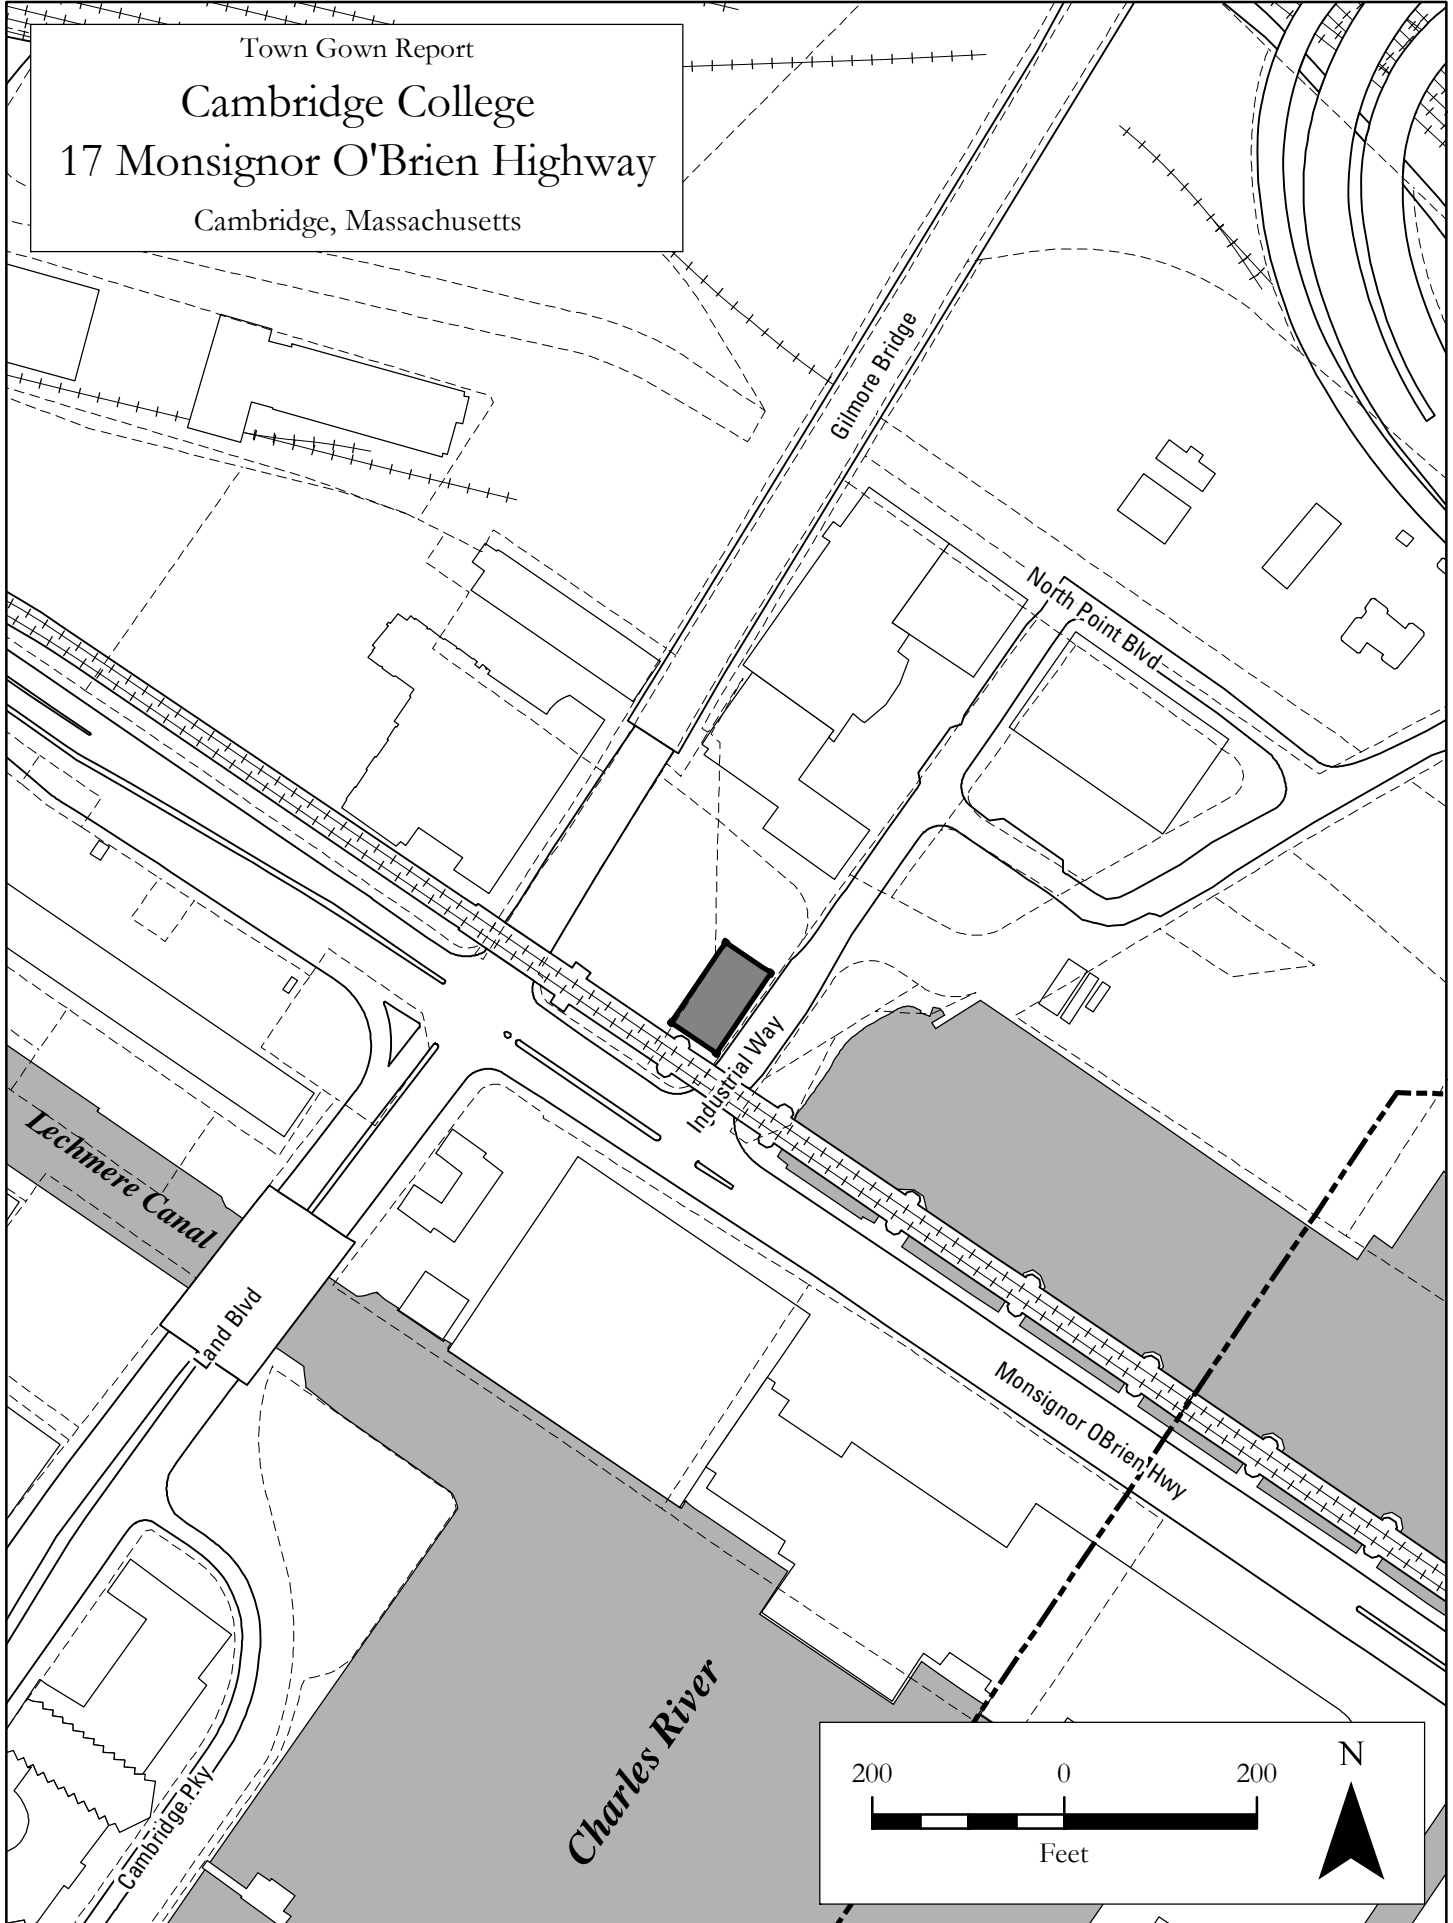 Town Gown Report
Cambridge College
17 Monsignor O'Brien Highway
Cambridge, Massachusetts
Gilmore Bridge
North Point Blvd
Industrial Way
Lechmere Canal
Land Blvd
Monsignor OBrien Hwy
Charles River
Cambridge Pky
200 0 200
Feet
N